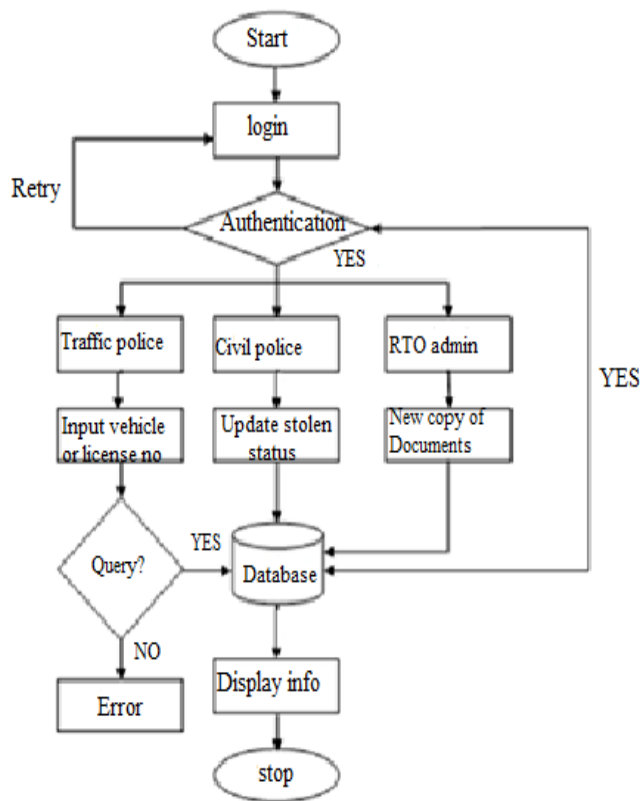 Start
login
Retry
Authentication
YES
Traffic police
Civil police
RTO admin
YES
Input vehicle
or license no
Update stolen
status
New copy of
Documents
Query?
YES
Database
NO
Error
Display info
stop